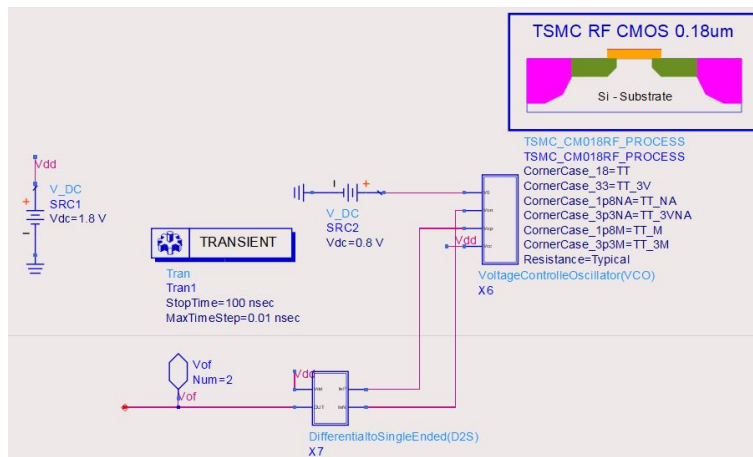 TSMC RF CMOS 0.18um
Si - Substrate
TSMC_CM018RF_PROCESS
TSMC_CM018RF_PROCESS
CornerCase_18=TT
CornerCase_33=TT_3V
CornerCase_1p8NA=TT_NA
CornerCase_3p3NA=TT_3VNA
CornerCase_1p8M=TT_M
CornerCase_3p3M=TT_3M
Resistance=Typical
Vdd
V_DC
SRC1
Vdc=1.8 V
V_DC
SRC2
Vdc=0.8 V
Vdd
VoltageControlleOscillator(VCO)
X6
TRANSIENT
Tran
Tran1
StopTime=100 nsec
MaxTimeStep=0.01 nsec
Vof
Num=2
Vof
Vdd
OUT
DifferentialtoSingleEnded(D2S)
X7